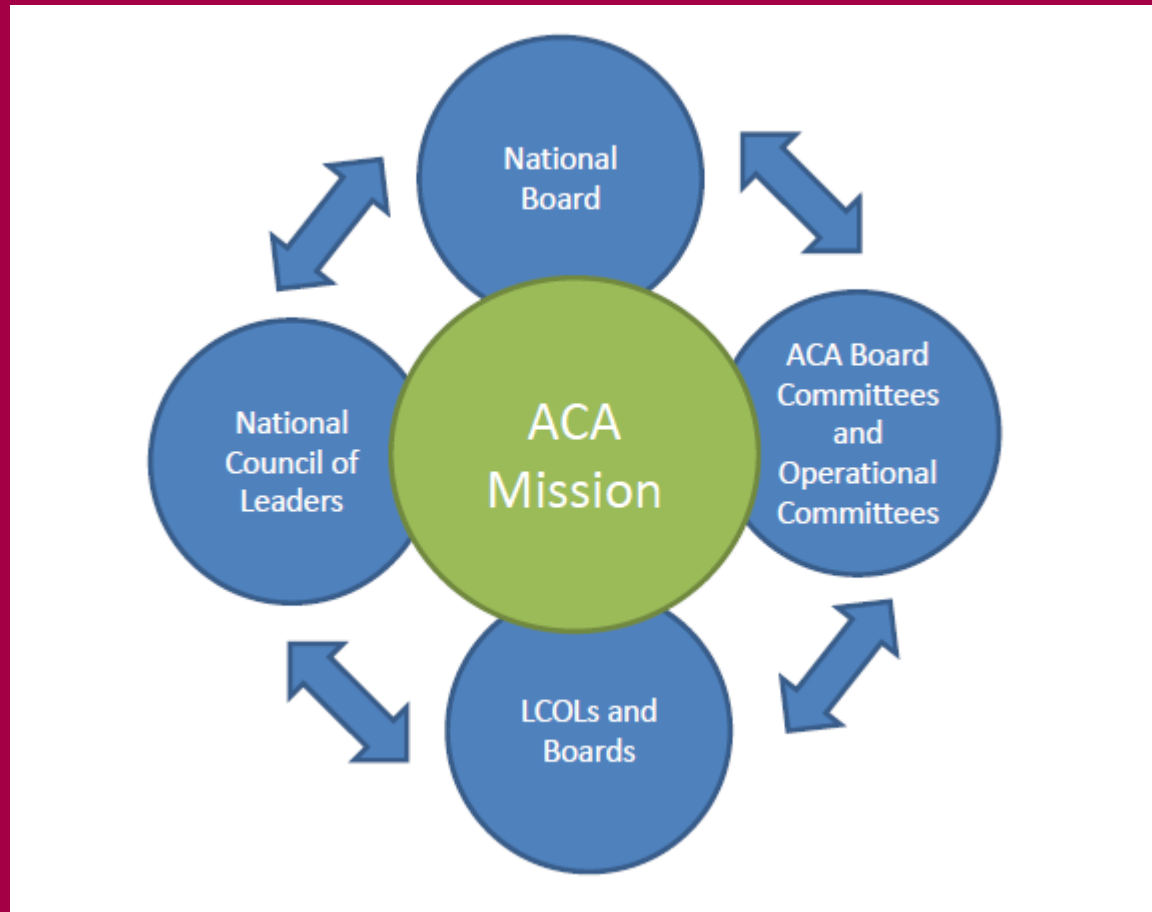 National
Board
ACA Board
Committees
and
Operational
Committees
National
Council of
Leaders
ACA
Mission
LCOLs and
Boards